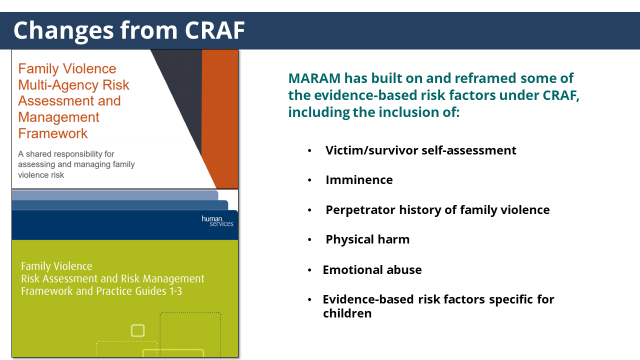 Changes from CRAF
Family Violence
Multi-Agency Risk
Assessment and
Management
Framework
A shared responsibility for
assessing and managing family
violence risk
human
services
Family Violence
Risk Assessment and Risk Management
Framework and Practice Guides 1-3
MARAM has built on and reframed some of
the evidence-based risk factors under CRAF,
including the inclusion of:
• Victim/survivor self-assessment
• Imminence
• Perpetrator history of family violence
• Physical harm
• Emotional abuse
• Evidence-based risk factors specific for
children